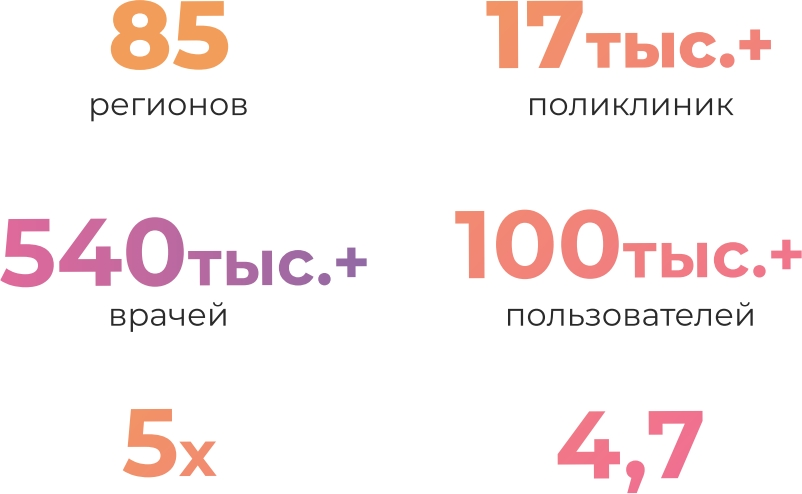 85 17тыс.+
регионов поликлиник
540тыс.+ 100тыс.+
врачей пользователей
5x 4,7